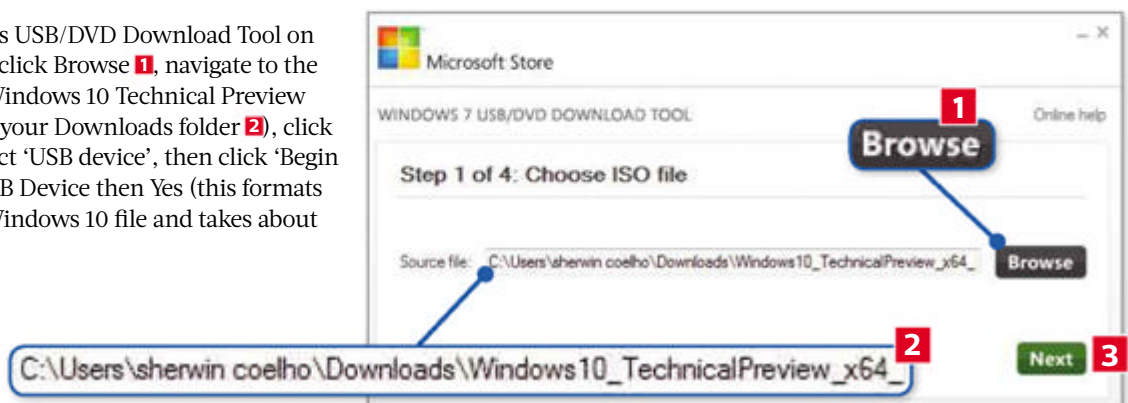 s USB/DVD Download Tool on
click Browse 1, navigate to the
Windows 10 Technical Preview
your Downloads folder 2), click
ct ‘USB device’, then click ‘Begin
B Device then Yes (this formats
Windows 10 file and takes about
Microsoft Store
WINDOWS 7 USB/DVD DOWNLOAD TOOL
Online help
1
Browse
Step 1 of 4: Choose ISO file
Source file: C:\Users\sherwin coelho\Downloads\Windows10_TechnicalPreview_x64_
Browse
C:\Users\sherwin coelho\Downloads\Windows10_TechnicalPreview_x64_
2
Next
3